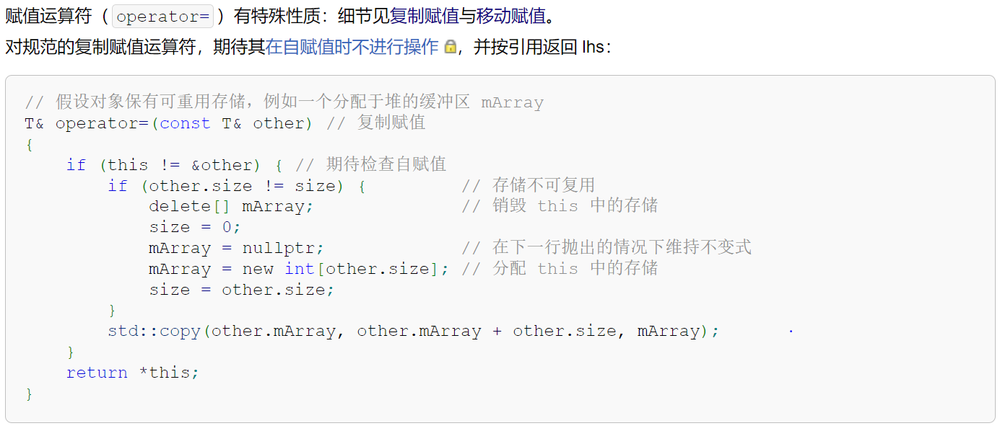 赋值运算符（operator=）有特殊性质：细节见复制赋值与移动赋值。
对规范的复制赋值运算符，期待其在自赋值时不进行操作，并按引用返回 lhs：
// 假设对象保有可重用存储，例如一个分配于堆的缓冲区 mArray
T& operator=(const T& other) // 复制赋值
{
    if (this != &other) { // 期待检查自赋值
        if (other.size != size) {         // 存储不可复用
            delete[] mArray;              // 销毁 this 中的存储
            size = 0;
            mArray = nullptr;             // 在下一行抛出的情况下维持不变式
            mArray = new int[other.size]; // 分配 this 中的存储
            size = other.size;
        }
        std::copy(other.mArray, other.mArray + other.size, mArray);
    }
    return *this;
}